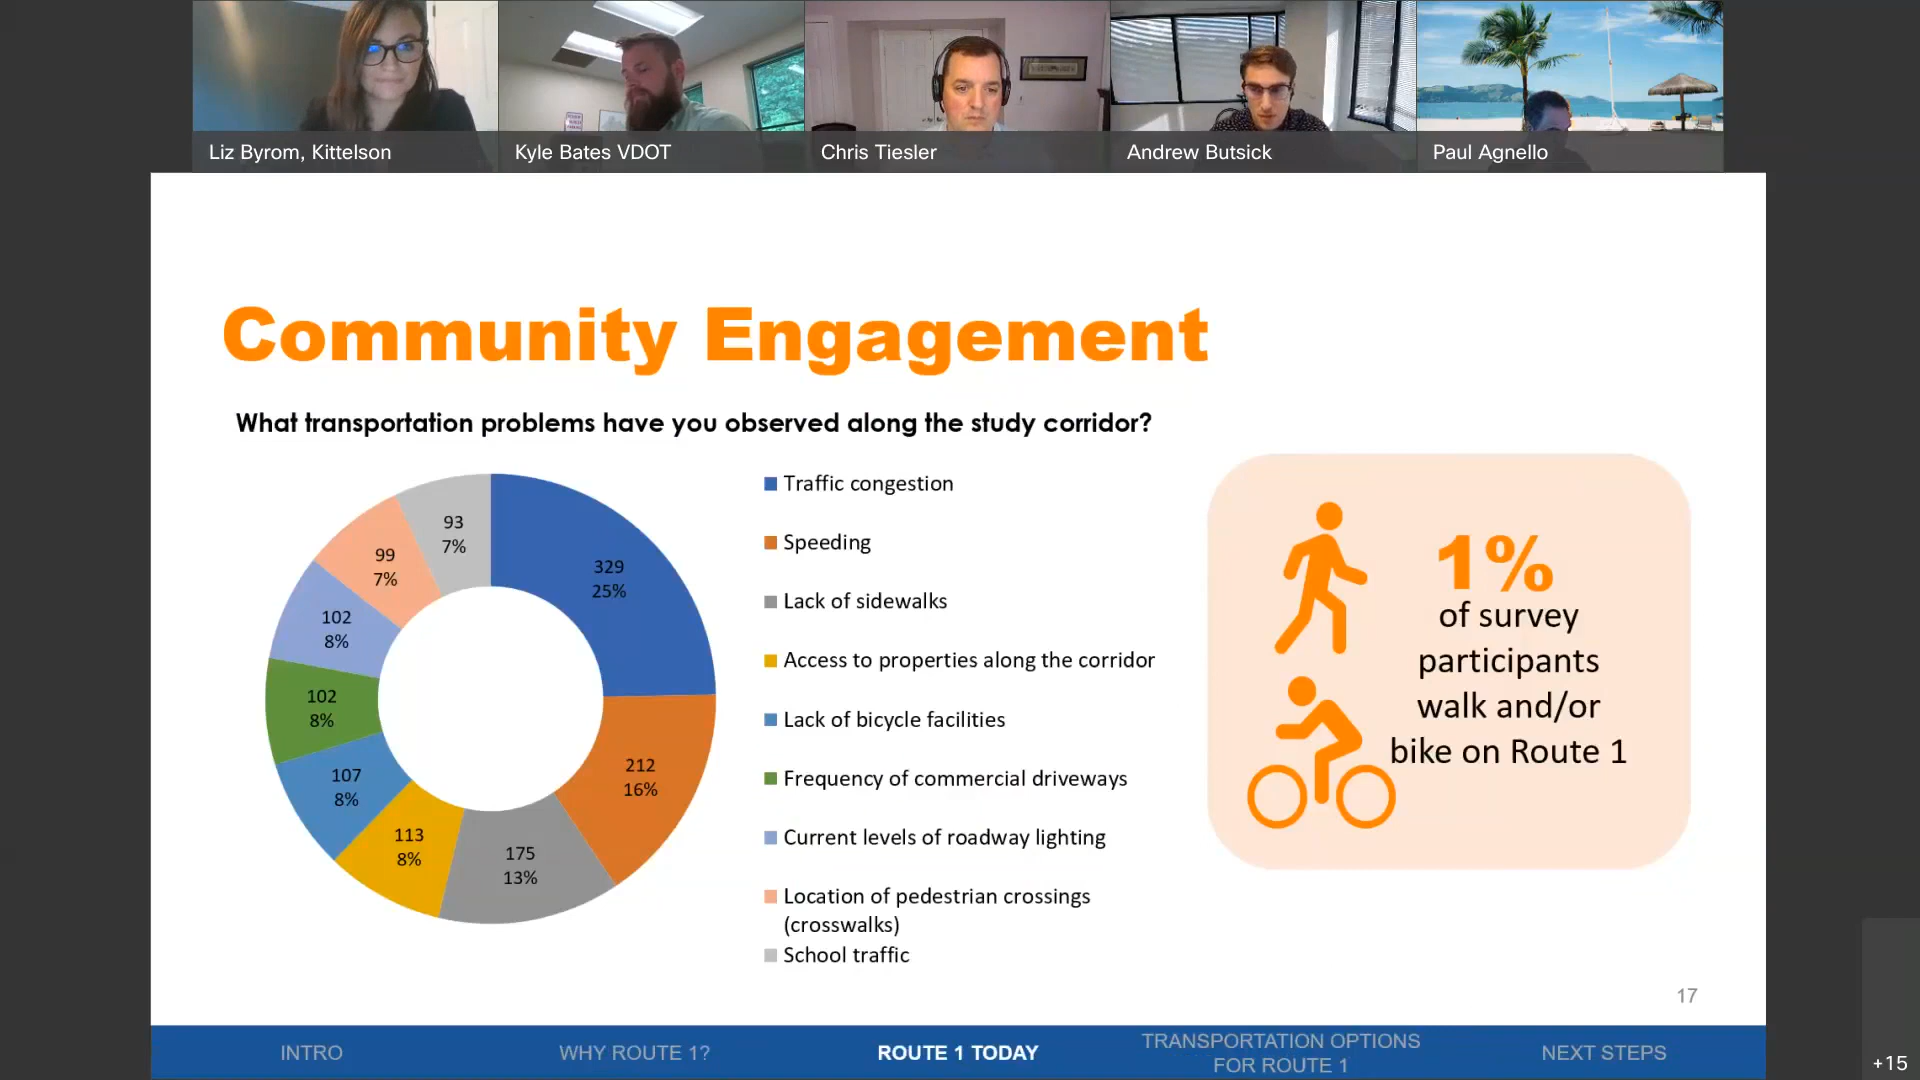 Liz Byrom, Kittelson
Kyle Bates VDOT
Chris Tiesler
Andrew Butsick
Paul Agnello
Community Engagement
What transportation problems have you observed along the study corridor?
329
25%
212
16%
175
13%
113
8%
107
8%
102
8%
102
8%
99
7%
93
7%
Traffic congestion
Speeding
Lack of sidewalks
Access to properties along the corridor
Lack of bicycle facilities
Frequency of commercial driveways
Current levels of roadway lighting
Location of pedestrian crossings
(crosswalks)
School traffic
1%
of survey
participants
walk and/or
bike on Route 1
17
INTRO
WHY ROUTE 1?
ROUTE 1 TODAY
TRANSPORTATION OPTIONS
FOR ROUTE 1
NEXT STEPS
+15